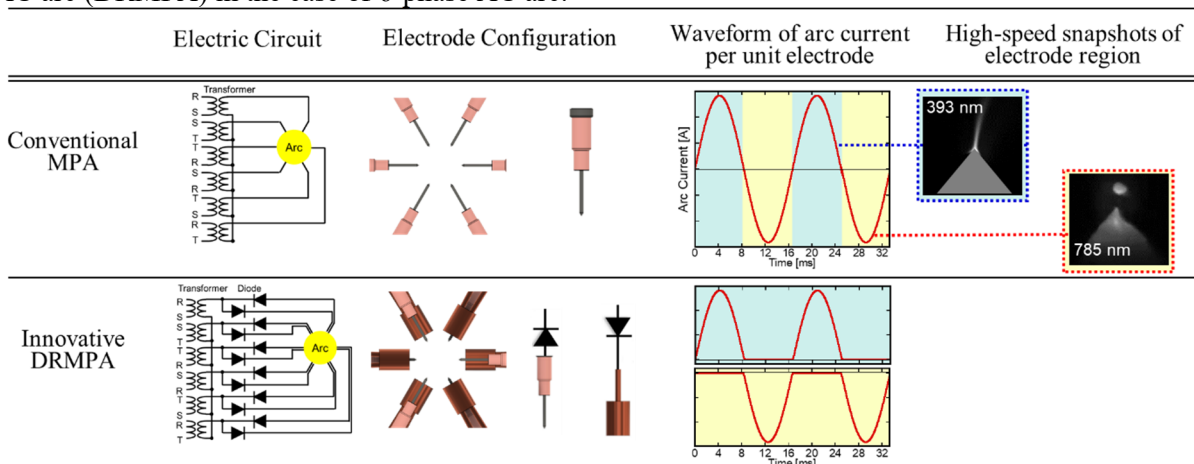 Electric Circuit
Electrode Configuration
Waveform of arc current
per unit electrode
High-speed snapshots of
electrode region
Conventional
MPA
Transformer
R
S
S
T
T
R
S
R
T
S
R
T
Arc
Arc Current [A]
0 4 8 12 16 20 24 28 32
Time [ms]
393 nm
785 nm
Innovative
DRMPA
Transformer Diode
R
S
S
T
T
R
S
R
T
S
R
T
Arc
0 4 8 12 16 20 24 28 32
Time [ms]